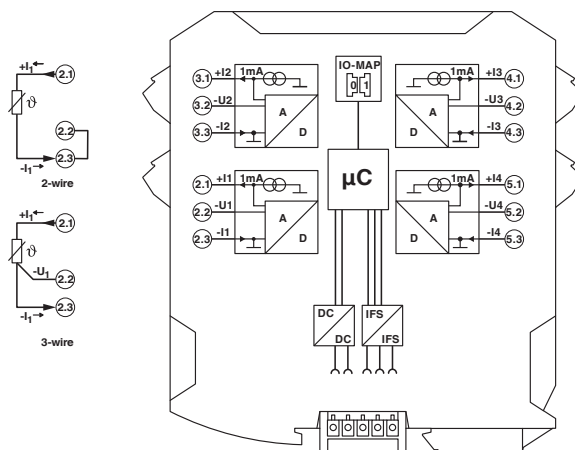 +I1 2.1
ϑ
2.2
2.3
-I1
2-wire
+I1 2.1
ϑ
-U1 2.2
2.3
-I1
3-wire
IO-MAP
0 1
3.1 +I2 1mA
3.2 -U2 A
3.3 -I2 D
1mA +I3 4.1
A -U3 4.2
D -I3 4.3
µC
2.1 +I1 1mA
2.2 -U1 A
2.3 -I1 D
1mA +I4 5.1
A -U4 5.2
D -I4 5.3
DC
DC
IFS
IFS